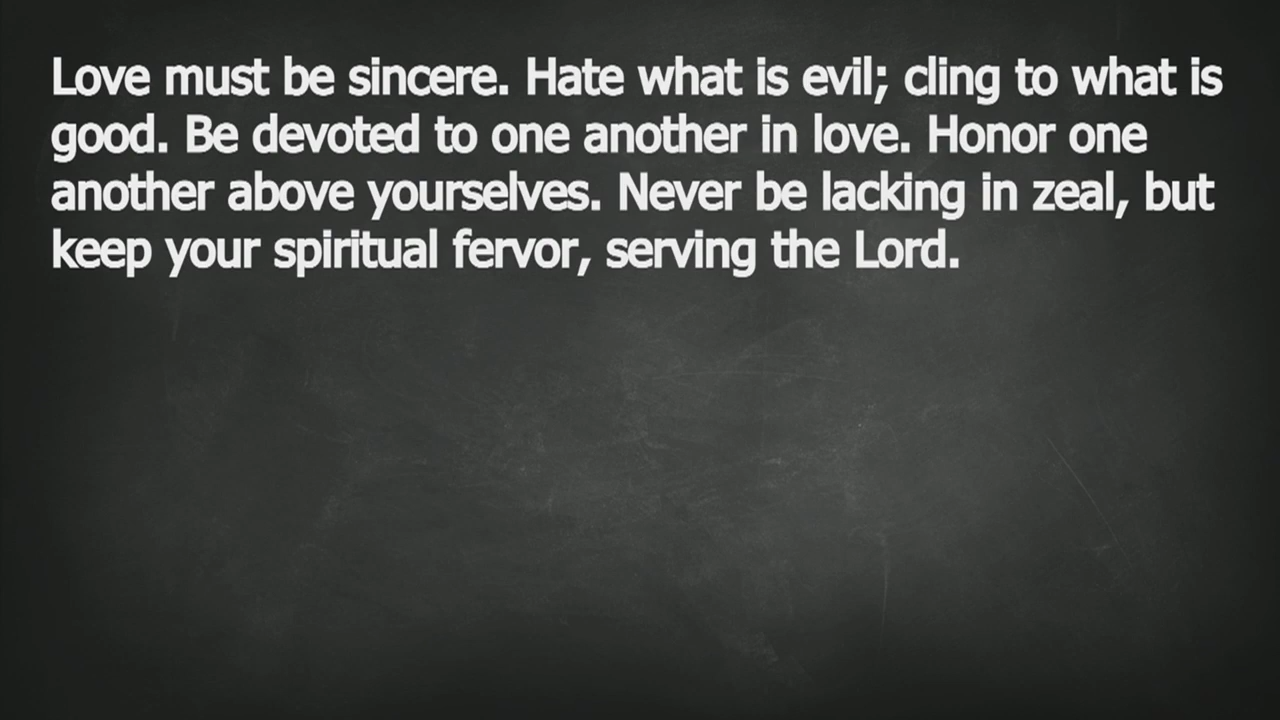 Love must be sincere. Hate what is evil; cling to what is
good. Be devoted to one another in love. Honor one
another above yourselves. Never be lacking in zeal, but
keep your spiritual fervor, serving the Lord.